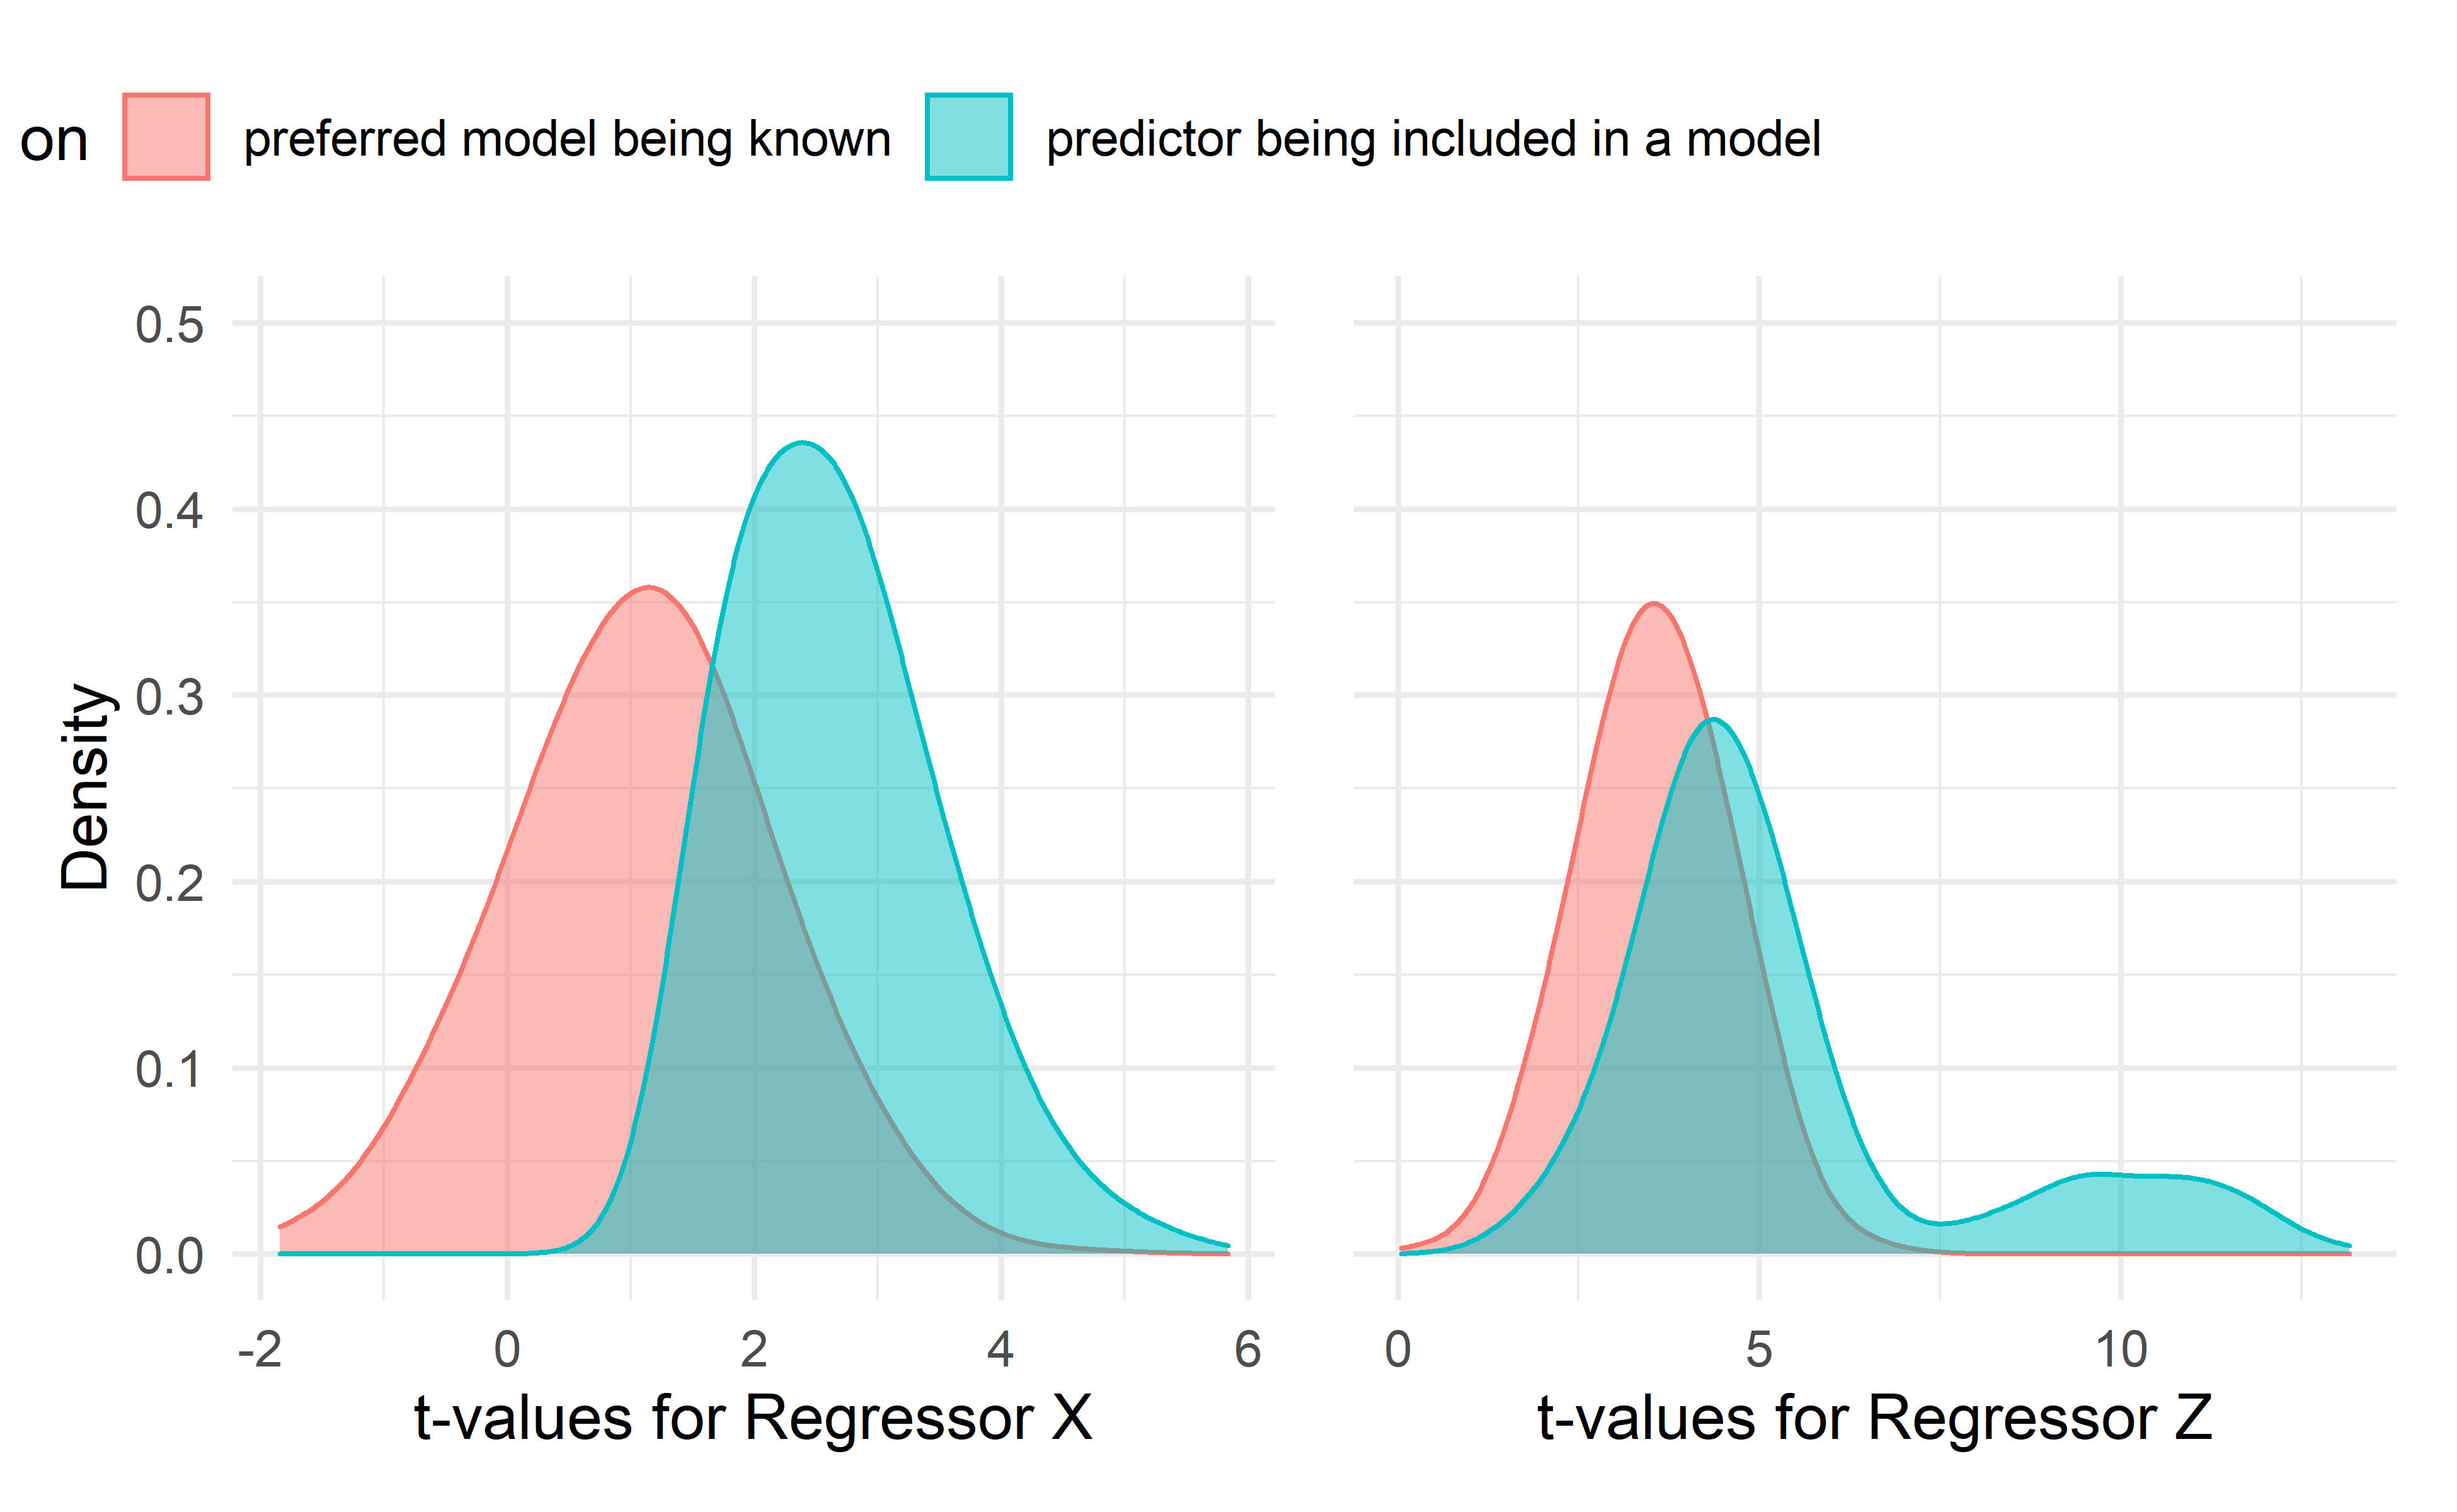 on preferred model being known predictor being included in a model
Density
0.5
0.4
0.3
0.2
0.1
0.0
-2 0 2 4 6
0 5 10
t-values for Regressor X
t-values for Regressor Z